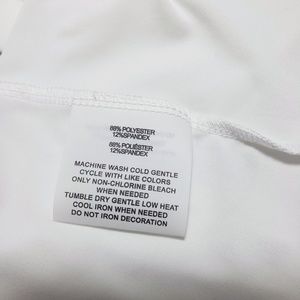 88% POLYESTER
12%SPANDEX
88% POLIÉSTER
12%SPANDEX
MACHINE WASH COLD GENTLE
CYCLE WITH LIKE COLORS
ONLY NON-CHLORINE BLEACH
WHEN NEEDED
TUMBLE DRY GENTLE LOW HEAT
COOL IRON WHEN NEEDED
DO NOT IRON DECORATION